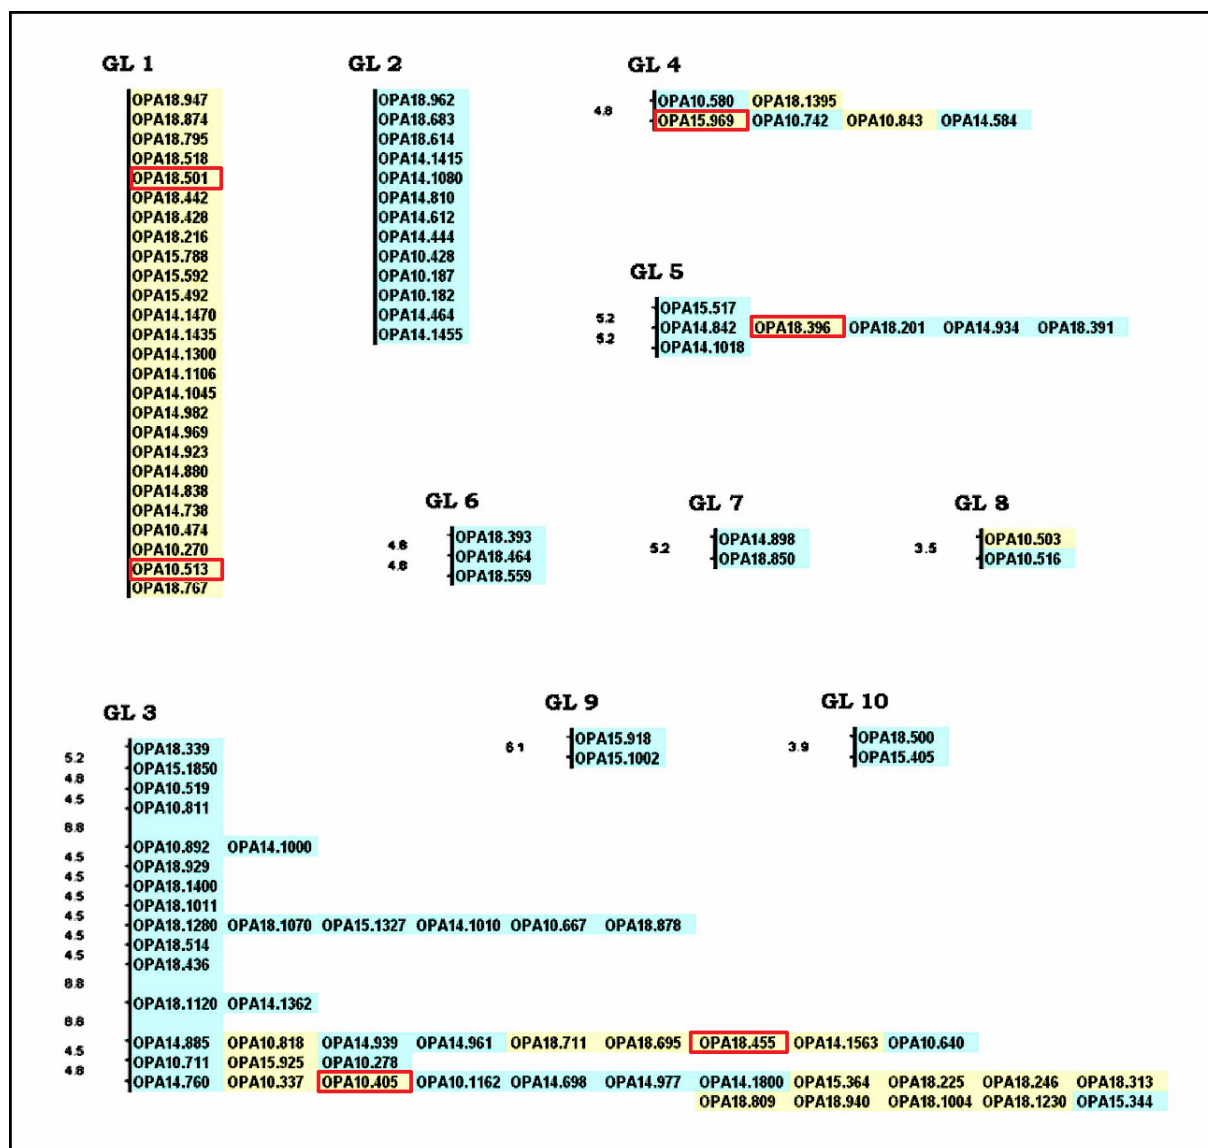 GL 1
OPA18.947
OPA18.874
OPA18.795
OPA18.518
OPA18.501
OPA18.442
OPA18.428
OPA18.216
OPA15.788
OPA15.592
OPA15.492
OPA14.1470
OPA14.1435
OPA14.1300
OPA14.1106
OPA14.1045
OPA14.982
OPA14.969
OPA14.923
OPA14.880
OPA14.838
OPA14.738
OPA10.474
OPA10.270
OPA10.513
OPA18.767
GL 2
OPA18.962
OPA18.683
OPA18.614
OPA14.1415
OPA14.1080
OPA14.810
OPA14.612
OPA14.444
OPA10.428
OPA10.187
OPA10.182
OPA14.464
OPA14.1455
GL 4
4.8
OPA10.580 OPA18.1395
OPA15.969 OPA10.742 OPA10.843 OPA14.584
GL 5
5.2
5.2
OPA15.517
OPA14.842 OPA18.396 OPA18.201 OPA14.934 OPA18.391
OPA14.1018
GL 6
4.8
4.8
OPA18.393
OPA18.464
OPA18.559
GL 7
5.2
OPA14.898
OPA18.850
GL 8
3.5
OPA10.503
OPA10.516
GL 3
5.2
4.8
4.5
8.8
4.5
4.5
4.5
4.5
4.5
4.5
8.8
8.8
4.5
4.8
OPA18.339
OPA15.1850
OPA10.519
OPA10.811
OPA10.892 OPA14.1000
OPA18.929
OPA18.1400
OPA18.1011
OPA18.1280 OPA18.1070 OPA15.1327 OPA14.1010 OPA10.667 OPA18.878
OPA18.514
OPA18.436
OPA18.1120 OPA14.1362
OPA14.885 OPA10.818 OPA14.939 OPA14.961 OPA18.711 OPA18.695 OPA18.455 OPA14.1563 OPA10.640
OPA10.711 OPA15.925 OPA10.278
OPA14.760 OPA10.337 OPA10.405 OPA10.1162 OPA14.698 OPA14.977 OPA14.1800 OPA15.364 OPA18.225 OPA18.246 OPA18.313
OPA18.809 OPA18.940 OPA18.1004 OPA18.1230 OPA15.344
GL 9
6.1
OPA15.918
OPA15.1002
GL 10
3.9
OPA18.500
OPA15.405